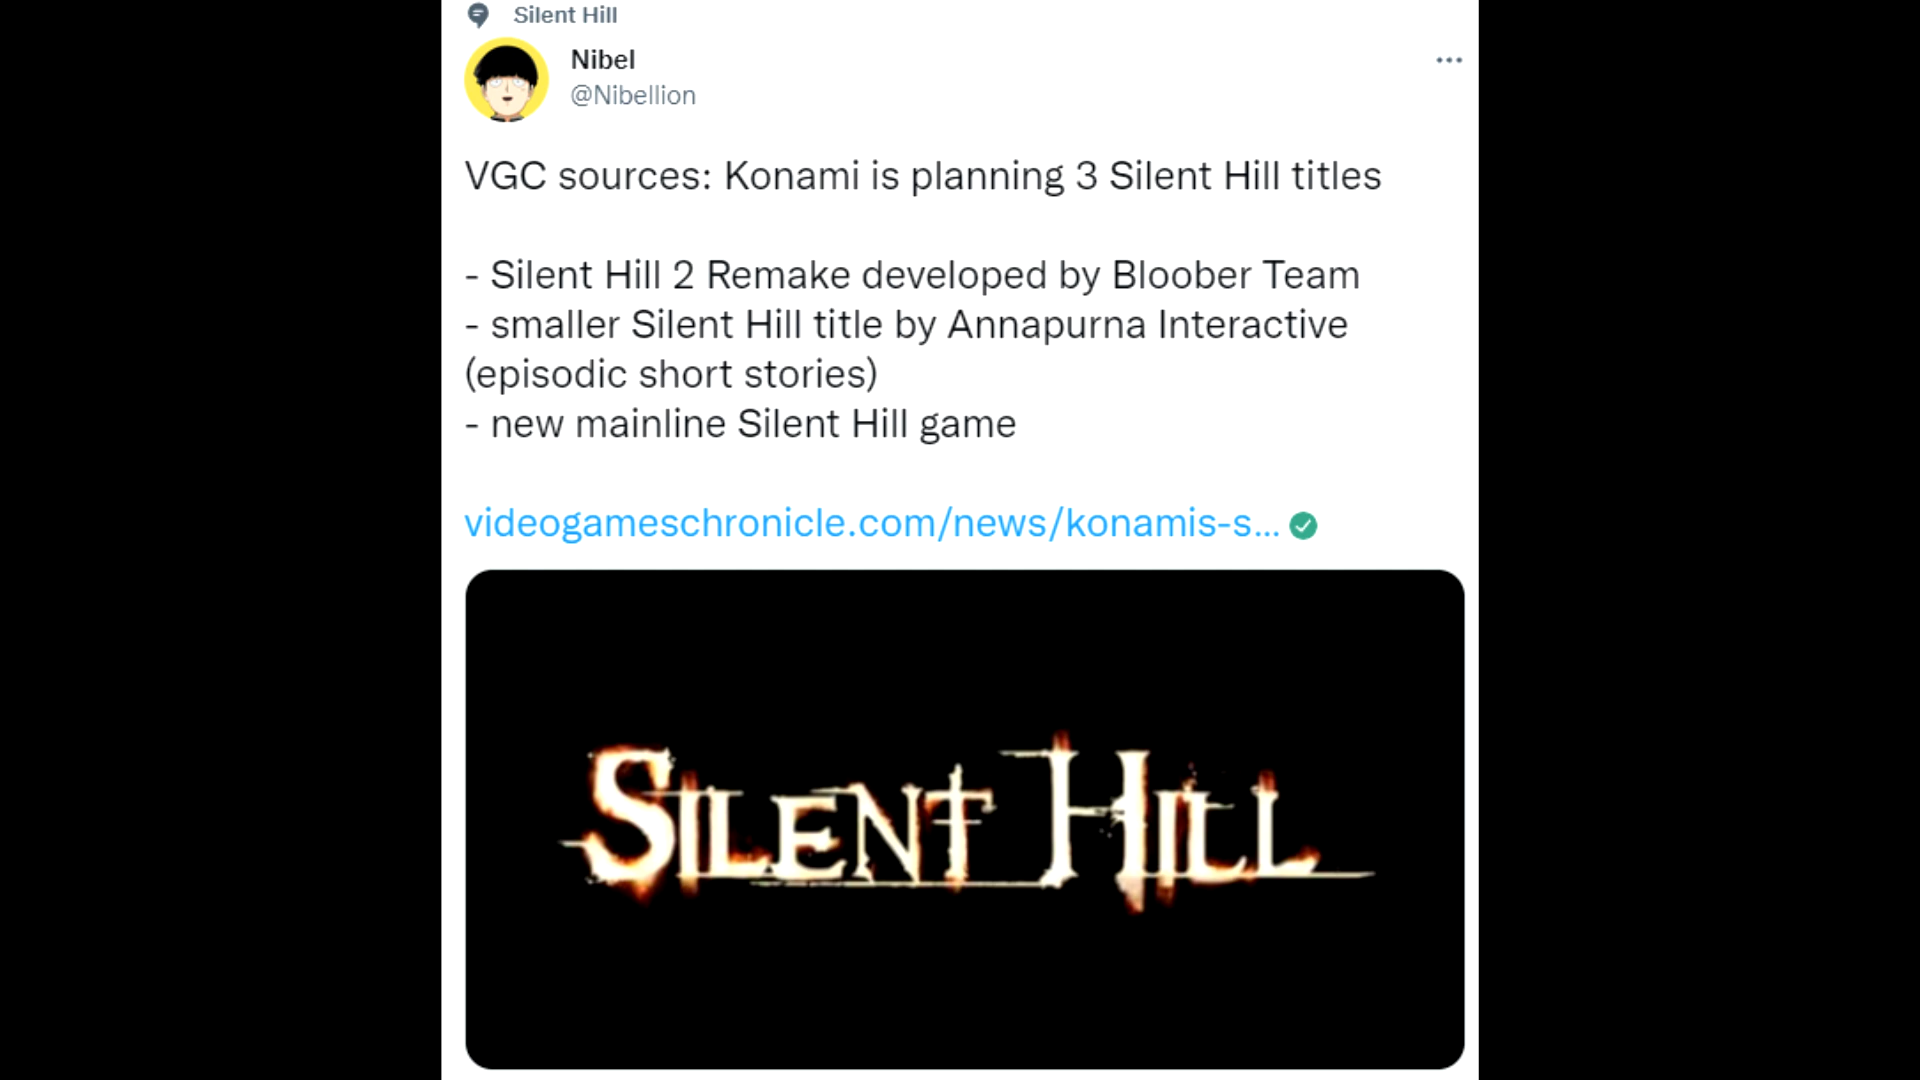 Silent Hill
Nibel
@Nibellion
VGC sources: Konami is planning 3 Silent Hill titles
- Silent Hill 2 Remake developed by Bloober Team
- smaller Silent Hill title by Annapurna Interactive
(episodic short stories)
- new mainline Silent Hill game
videogameschronicle.com/news/konamis-s...
SILENT HILL